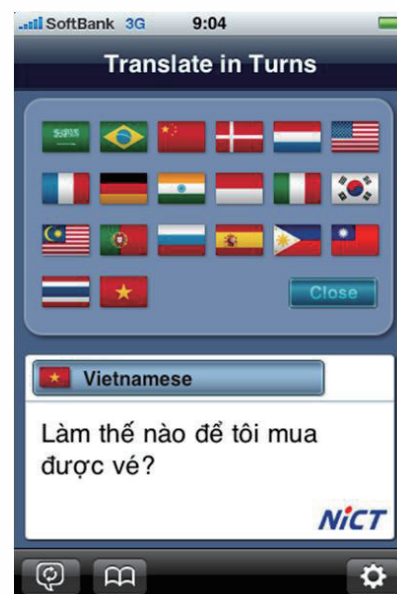 SoftBank 3G 9:04
Translate in Turns
Close
Vietnamese
Làm thế nào để tôi mua
được vé?
NiCT